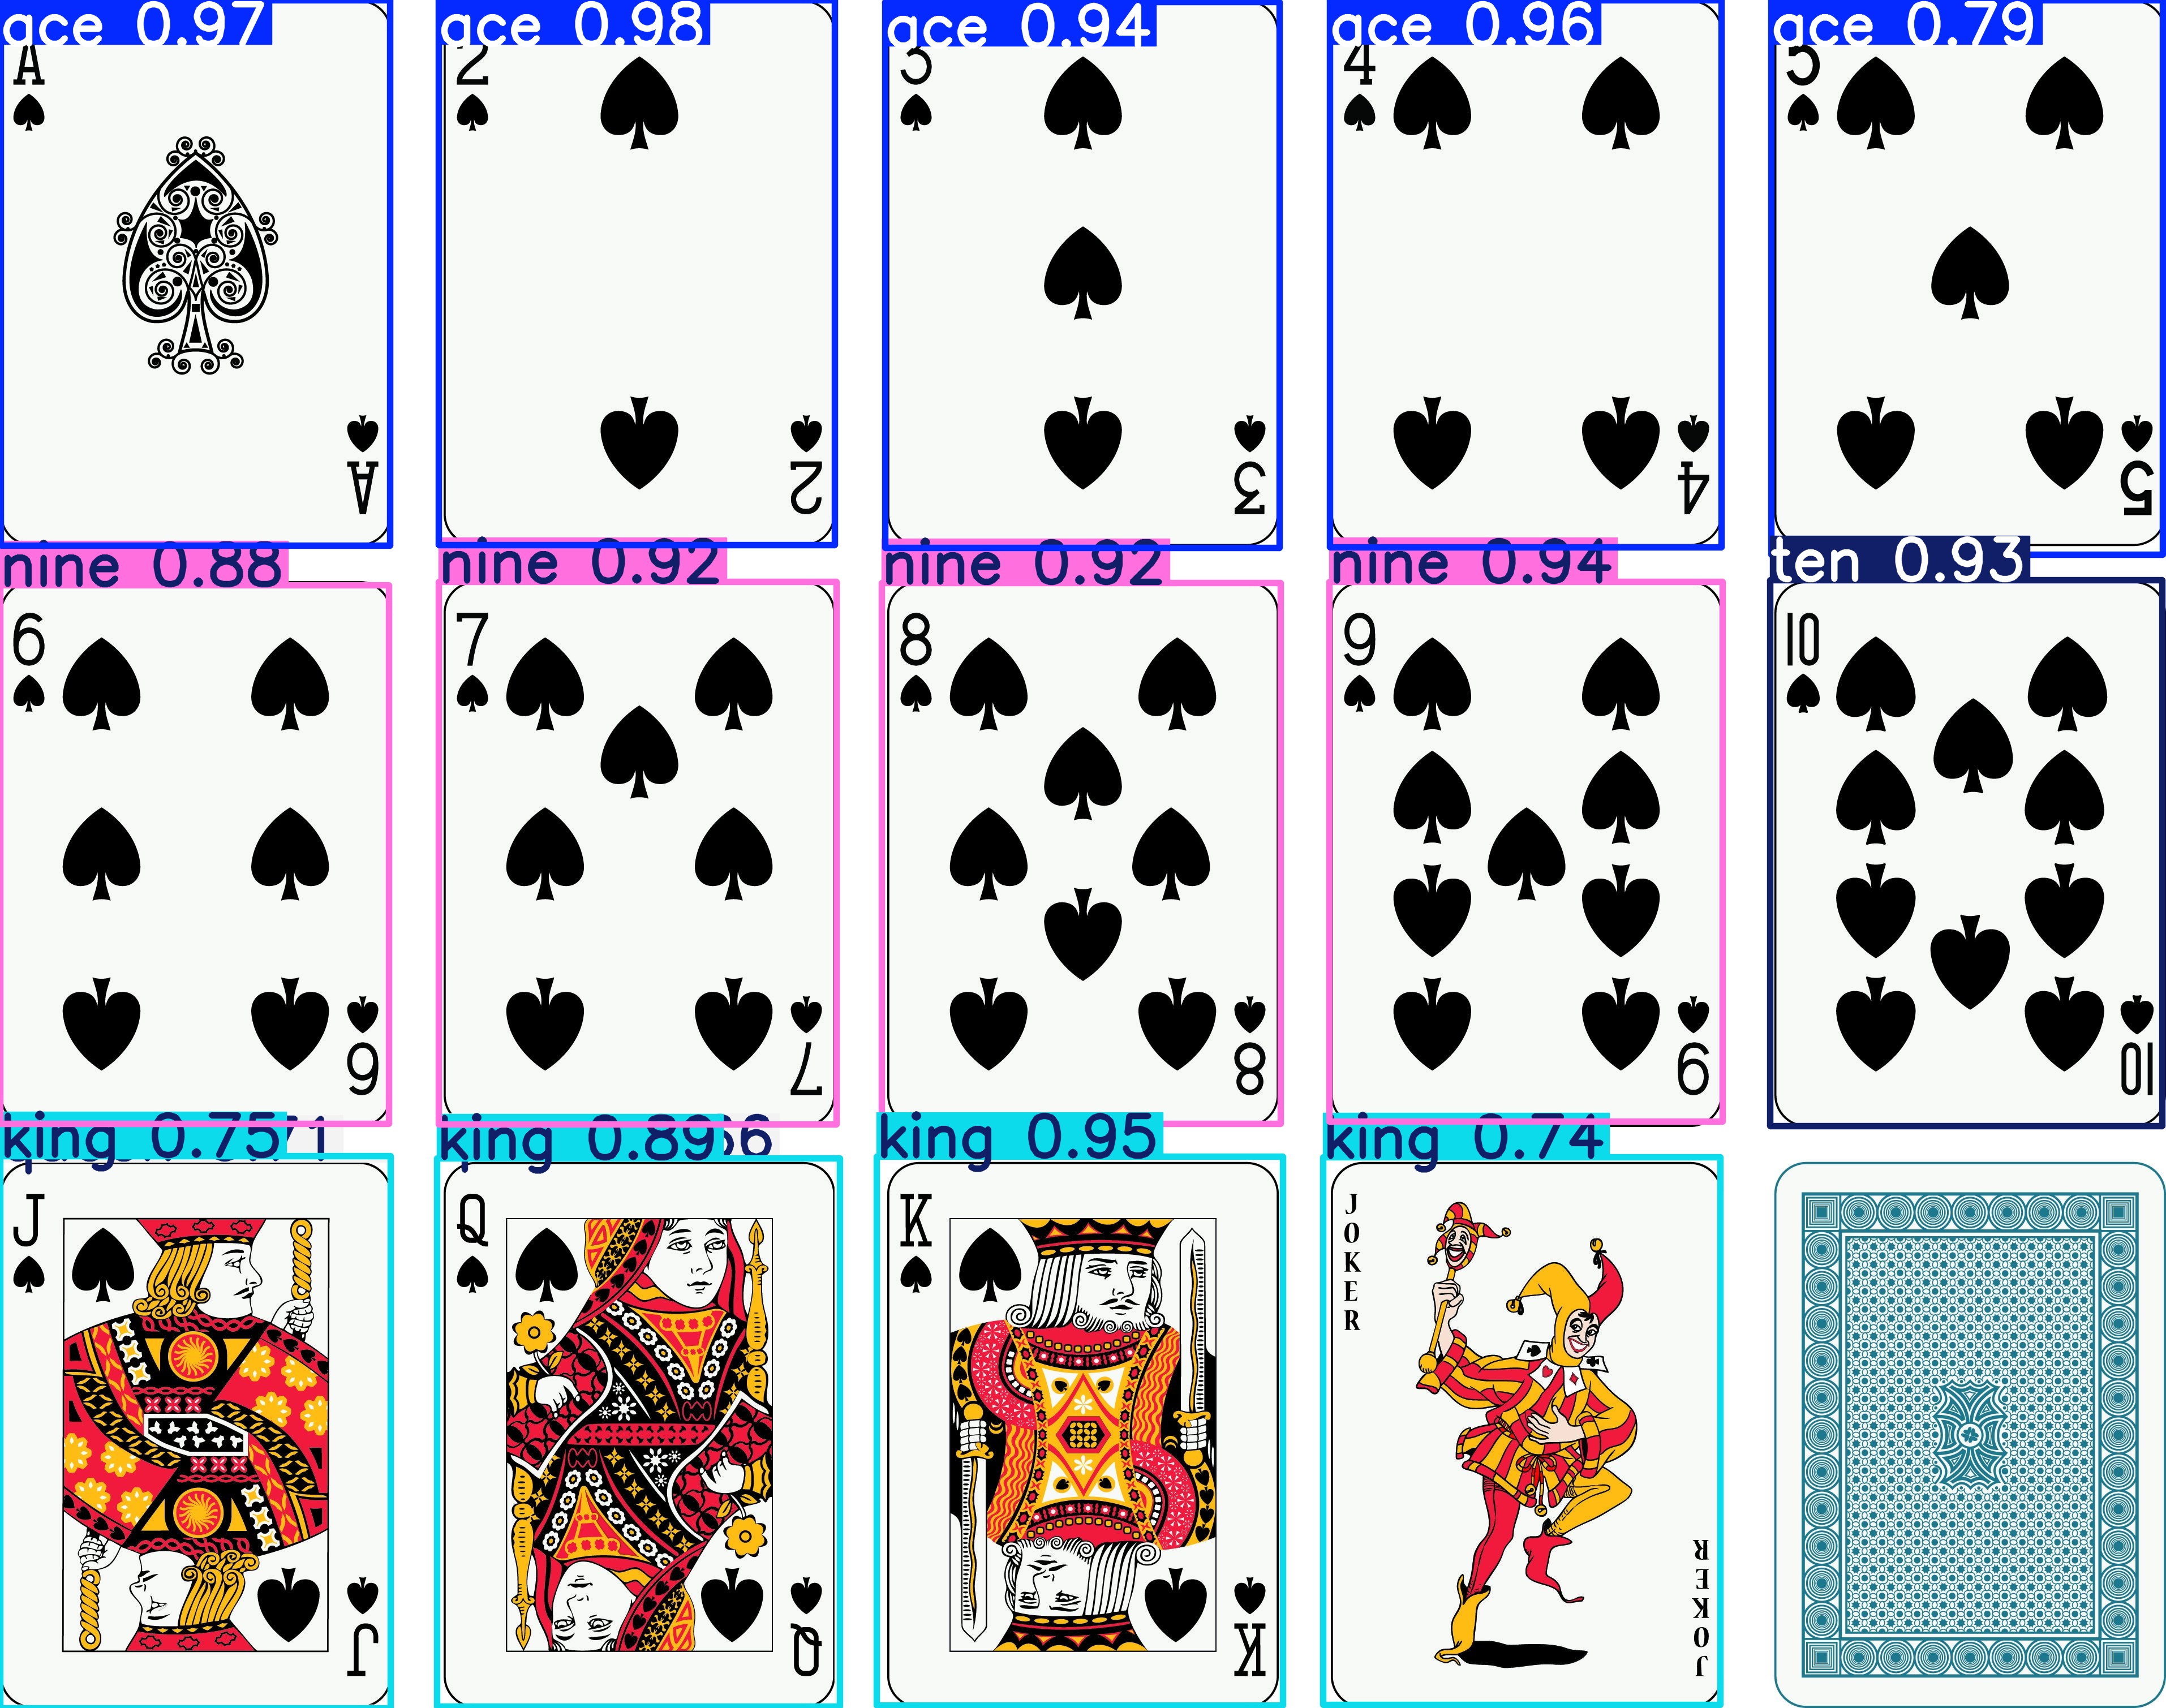 ace 0.97
ace 0.98
ace 0.94
ace 0.96
ace 0.79
A
2
3
4
5
A
2
3
4
5
nine 0.88
nine 0.92
nine 0.92
nine 0.94
ten 0.93
6
7
8
9
10
6
7
8
9
10
king 0.75
king 0.89
king 0.95
king 0.74
J
Q
K
JOKER
J
Q
K
JOKER